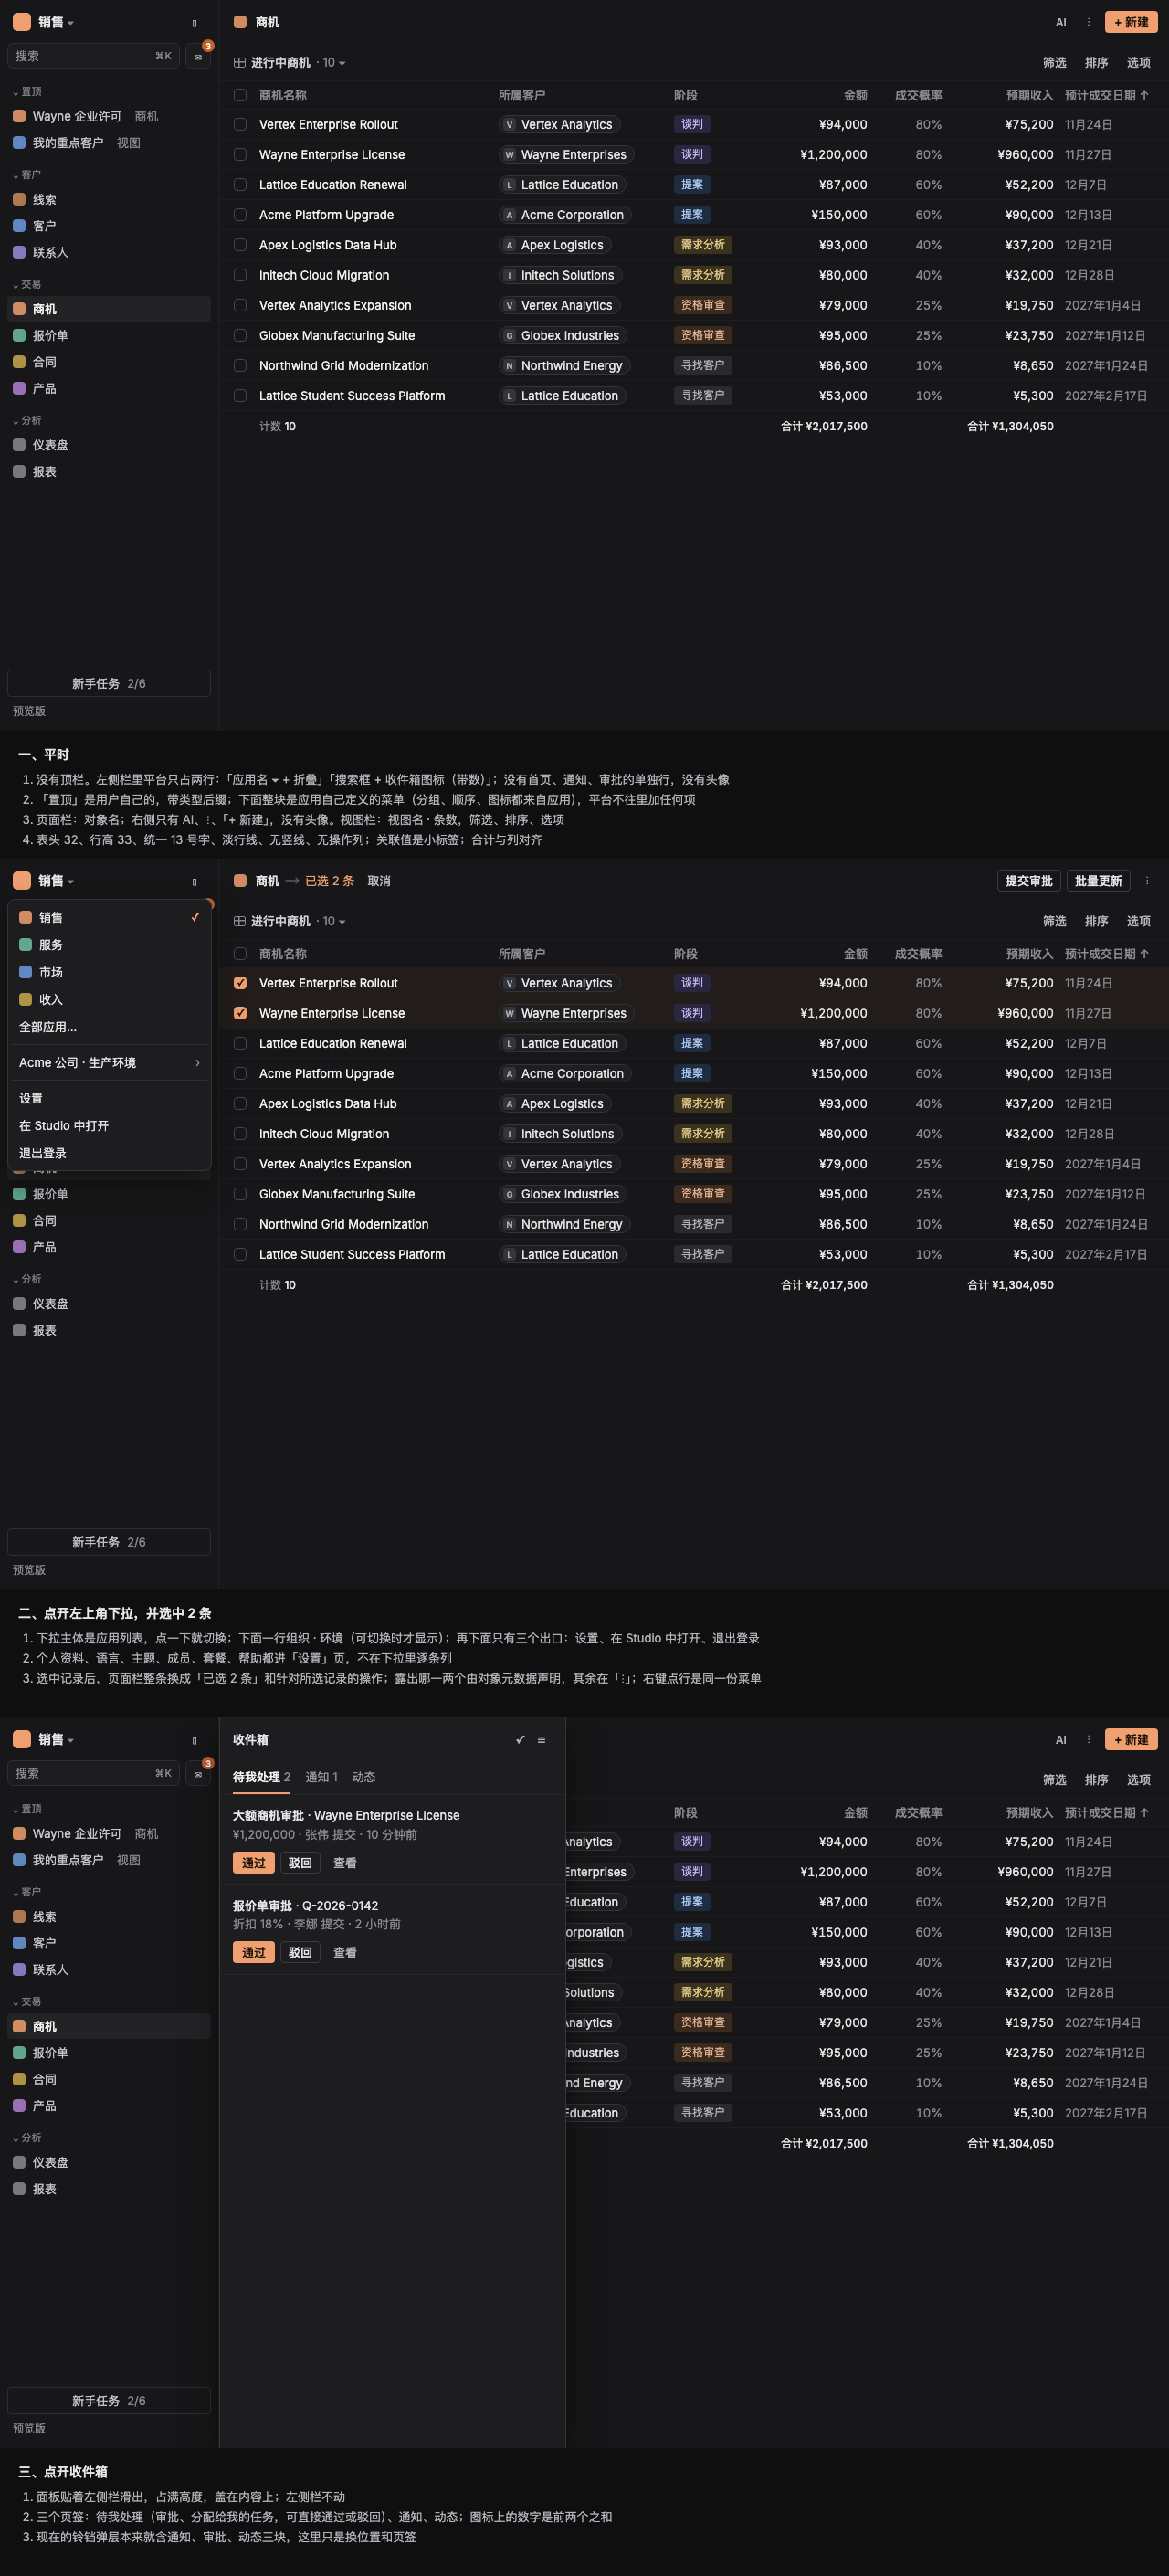 销售
商机
AI
+ 新建
搜索 ⌘K
3
进行中商机 · 10
筛选 排序 选项
置顶
Wayne 企业许可 商机
我的重点客户 视图
客户
线索
客户
联系人
交易
商机
报价单
合同
产品
分析
仪表盘
报表
新手任务 2/6
预览版
商机名称 所属客户 阶段 金额 成交概率 预期收入 预计成交日期 ↑
Vertex Enterprise Rollout V Vertex Analytics 谈判 ¥94,000 80% ¥75,200 11月24日
Wayne Enterprise License W Wayne Enterprises 谈判 ¥1,200,000 80% ¥960,000 11月27日
Lattice Education Renewal L Lattice Education 提案 ¥87,000 60% ¥52,200 12月7日
Acme Platform Upgrade A Acme Corporation 提案 ¥150,000 60% ¥90,000 12月13日
Apex Logistics Data Hub A Apex Logistics 需求分析 ¥93,000 40% ¥37,200 12月21日
Initech Cloud Migration I Initech Solutions 需求分析 ¥80,000 40% ¥32,000 12月28日
Vertex Analytics Expansion V Vertex Analytics 资格审查 ¥79,000 25% ¥19,750 2027年1月4日
Globex Manufacturing Suite G Globex Industries 资格审查 ¥95,000 25% ¥23,750 2027年1月12日
Northwind Grid Modernization N Northwind Energy 寻找客户 ¥86,500 10% ¥8,650 2027年1月24日
Lattice Student Success Platform L Lattice Education 寻找客户 ¥53,000 10% ¥5,300 2027年2月17日
计数 10 合计 ¥2,017,500 合计 ¥1,304,050
一、平时
1. 没有顶栏。左侧栏里平台只占两行：「应用名 ▾ + 折叠」「搜索框 + 收件箱图标（带数）」；没有首页、通知、审批的单独行，没有头像
2. 「置顶」是用户自己的，带类型后缀；下面整块是应用自己定义的菜单（分组、顺序、图标都来自应用），平台不往里加任何项
3. 页面栏：对象名；右侧只有 AI、⋮、「+ 新建」，没有头像。视图栏：视图名 · 条数，筛选、排序、选项
4. 表头 32、行高 33、统一 13 号字、淡行线、无竖线、无操作列；关联值是小标签；合计与列对齐
销售
商机 → 已选 2 条 取消
提交审批 批量更新
销售 ✓
服务
市场
收入
全部应用…
Acme 公司 · 生产环境 ›
设置
在 Studio 中打开
退出登录
报价单
合同
产品
分析
仪表盘
报表
新手任务 2/6
预览版
进行中商机 · 10
筛选 排序 选项
商机名称 所属客户 阶段 金额 成交概率 预期收入 预计成交日期 ↑
Vertex Enterprise Rollout V Vertex Analytics 谈判 ¥94,000 80% ¥75,200 11月24日
Wayne Enterprise License W Wayne Enterprises 谈判 ¥1,200,000 80% ¥960,000 11月27日
Lattice Education Renewal L Lattice Education 提案 ¥87,000 60% ¥52,200 12月7日
Acme Platform Upgrade A Acme Corporation 提案 ¥150,000 60% ¥90,000 12月13日
Apex Logistics Data Hub A Apex Logistics 需求分析 ¥93,000 40% ¥37,200 12月21日
Initech Cloud Migration I Initech Solutions 需求分析 ¥80,000 40% ¥32,000 12月28日
Vertex Analytics Expansion V Vertex Analytics 资格审查 ¥79,000 25% ¥19,750 2027年1月4日
Globex Manufacturing Suite G Globex Industries 资格审查 ¥95,000 25% ¥23,750 2027年1月12日
Northwind Grid Modernization N Northwind Energy 寻找客户 ¥86,500 10% ¥8,650 2027年1月24日
Lattice Student Success Platform L Lattice Education 寻找客户 ¥53,000 10% ¥5,300 2027年2月17日
计数 10 合计 ¥2,017,500 合计 ¥1,304,050
二、点开左上角下拉，并选中 2 条
1. 下拉主体是应用列表，点一下就切换；下面一行组织 · 环境（可切换时才显示）；再下面只有三个出口：设置、在 Studio 中打开、退出登录
2. 个人资料、语言、主题、成员、套餐、帮助都进「设置」页，不在下拉里逐条列
3. 选中记录后，页面栏整条换成「已选 2 条」和针对所选记录的操作；露出哪一两个由对象元数据声明，其余在「⋮」；右键点行是同一份菜单
销售
搜索 ⌘K
3
置顶
Wayne 企业许可 商机
我的重点客户 视图
客户
线索
客户
联系人
交易
商机
报价单
合同
产品
分析
仪表盘
报表
新手任务 2/6
预览版
收件箱
待我处理 2 通知 1 动态
大额商机审批 · Wayne Enterprise License
¥1,200,000 · 张伟 提交 · 10 分钟前
通过 驳回 查看
报价单审批 · Q-2026-0142
折扣 18% · 李娜 提交 · 2 小时前
通过 驳回 查看
AI
+ 新建
筛选 排序 选项
阶段 金额 成交概率 预期收入 预计成交日期 ↑
Analytics 谈判 ¥94,000 80% ¥75,200 11月24日
Enterprises 谈判 ¥1,200,000 80% ¥960,000 11月27日
Education 提案 ¥87,000 60% ¥52,200 12月7日
orporation 提案 ¥150,000 60% ¥90,000 12月13日
gistics 需求分析 ¥93,000 40% ¥37,200 12月21日
Solutions 需求分析 ¥80,000 40% ¥32,000 12月28日
Analytics 资格审查 ¥79,000 25% ¥19,750 2027年1月4日
ndustries 资格审查 ¥95,000 25% ¥23,750 2027年1月12日
nd Energy 寻找客户 ¥86,500 10% ¥8,650 2027年1月24日
Education 寻找客户 ¥53,000 10% ¥5,300 2027年2月17日
合计 ¥2,017,500 合计 ¥1,304,050
三、点开收件箱
1. 面板贴着左侧栏滑出，占满高度，盖在内容上；左侧栏不动
2. 三个页签：待我处理（审批、分配给我的任务，可直接通过或驳回）、通知、动态；图标上的数字是前两个之和
3. 现在的铃铛弹层本来就含通知、审批、动态三块，这里只是换位置和页签